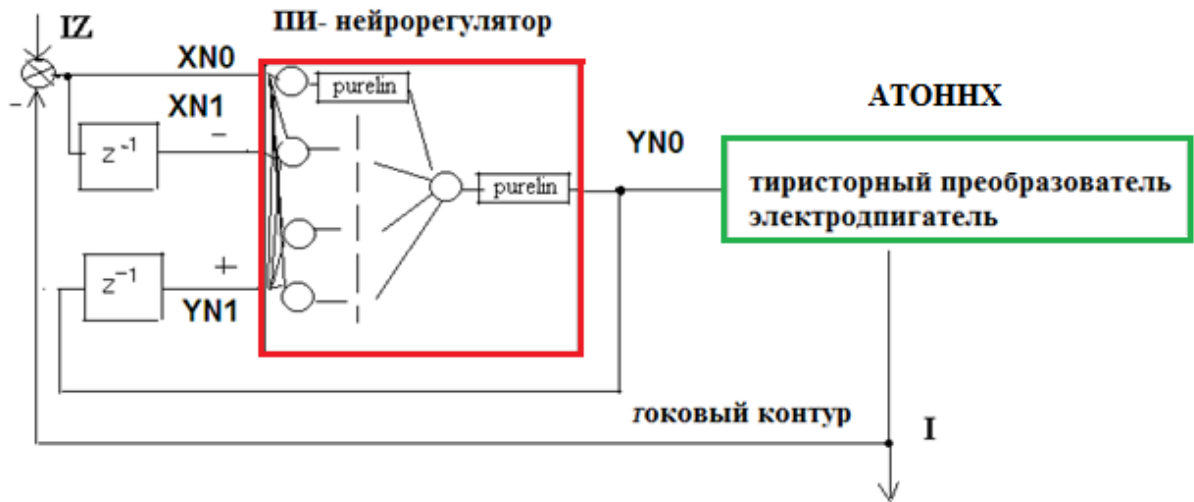 IZ
ПИ- нейрорегулятор
XN0
purelin
АТОННХ
XN1
-
-
z⁻¹
YN0
purelin
тиристорный преобразователь
электродпигатель
z⁻¹
+
YN1
токовый контур
I